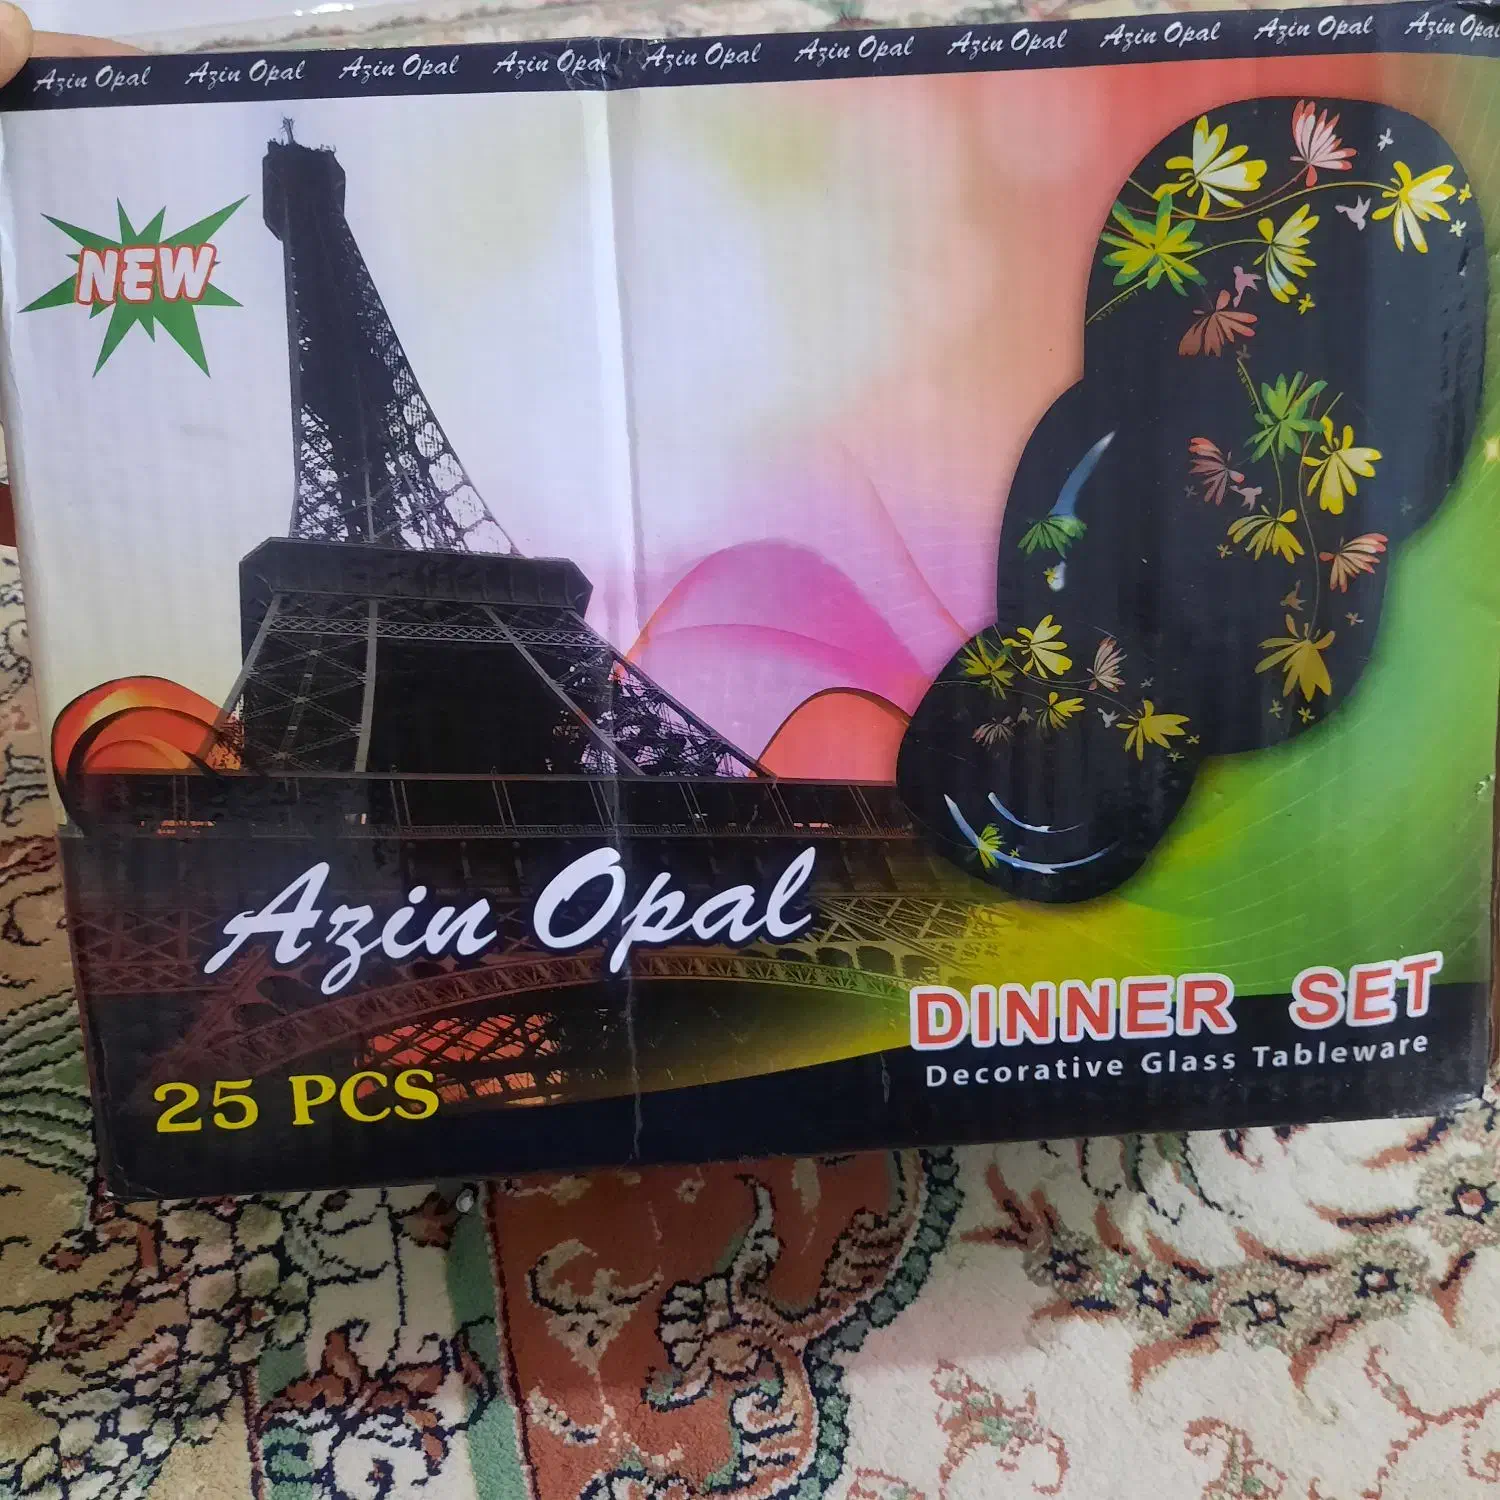 Azin Opal Azin Opal Azin Opal Azin Opal Azin Opal Azin Opal Azin Opal Azin Opal Azin Opal Azin Opal
NEW
Azin Opal
DINNER SET
Decorative Glass Tableware
25 PCS